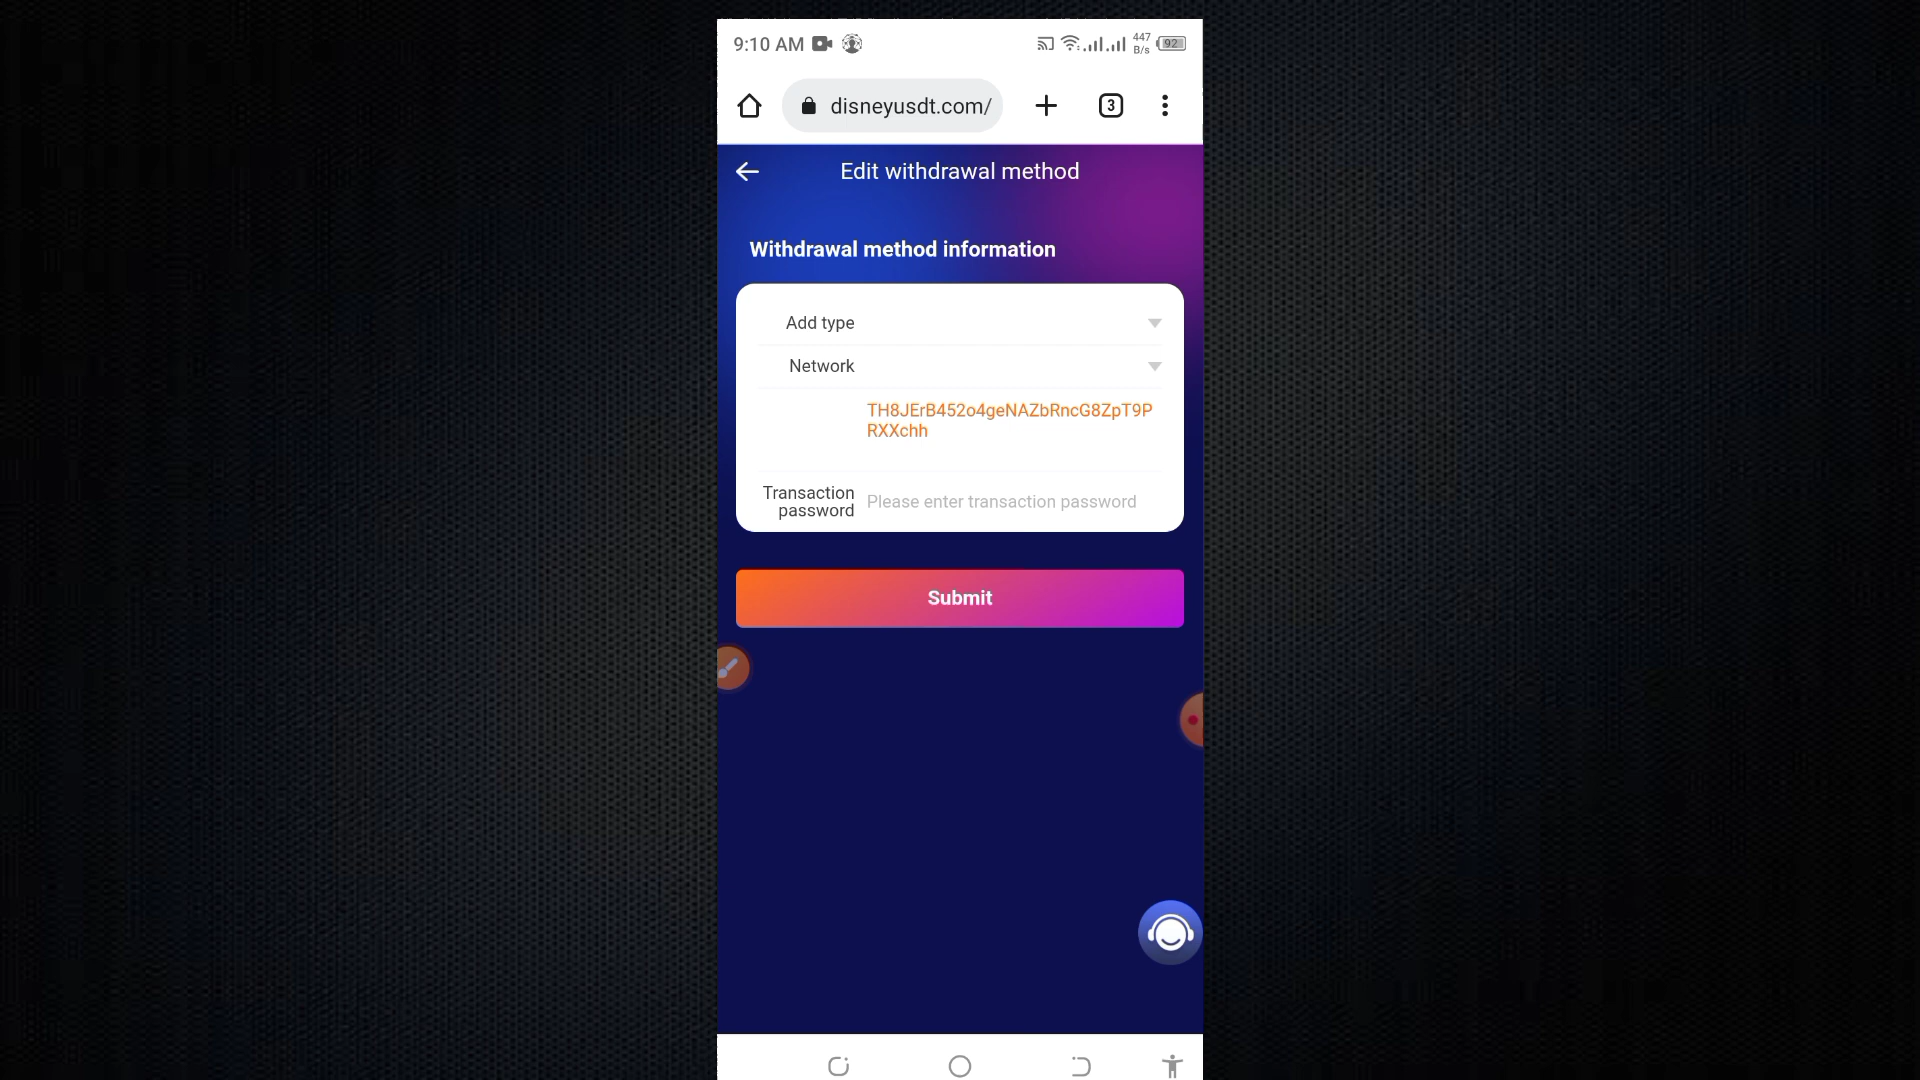 9:10 AM
447
B/s
92
disneyusdt.com/
3
Edit withdrawal method
Withdrawal method information
Add type
Network
TH8JErB452o4geNAZbRncG8ZpT9P
RXXchh
Transaction
password
Please enter transaction password
Submit